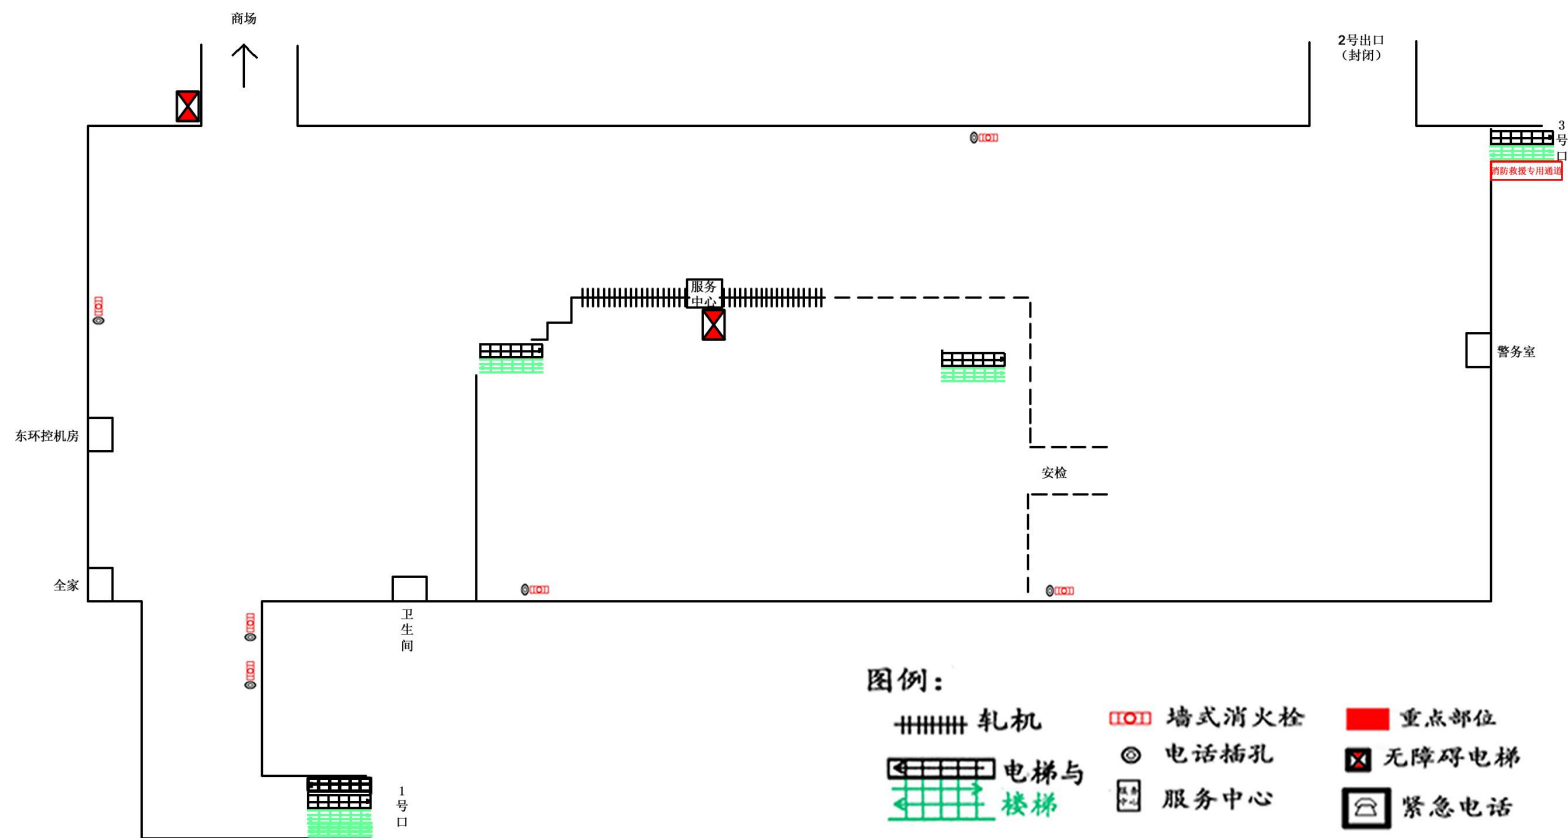 商场
2号出口
（封闭）
3号口
消防救援专用通道
服务
中心
警务室
东环控机房
安检
全家
卫生间
1号口
图例：
轧机
墙式消火栓
重点部位
电话插孔
无障碍电梯
电梯与
楼梯
服务
中心
服务中心
紧急电话